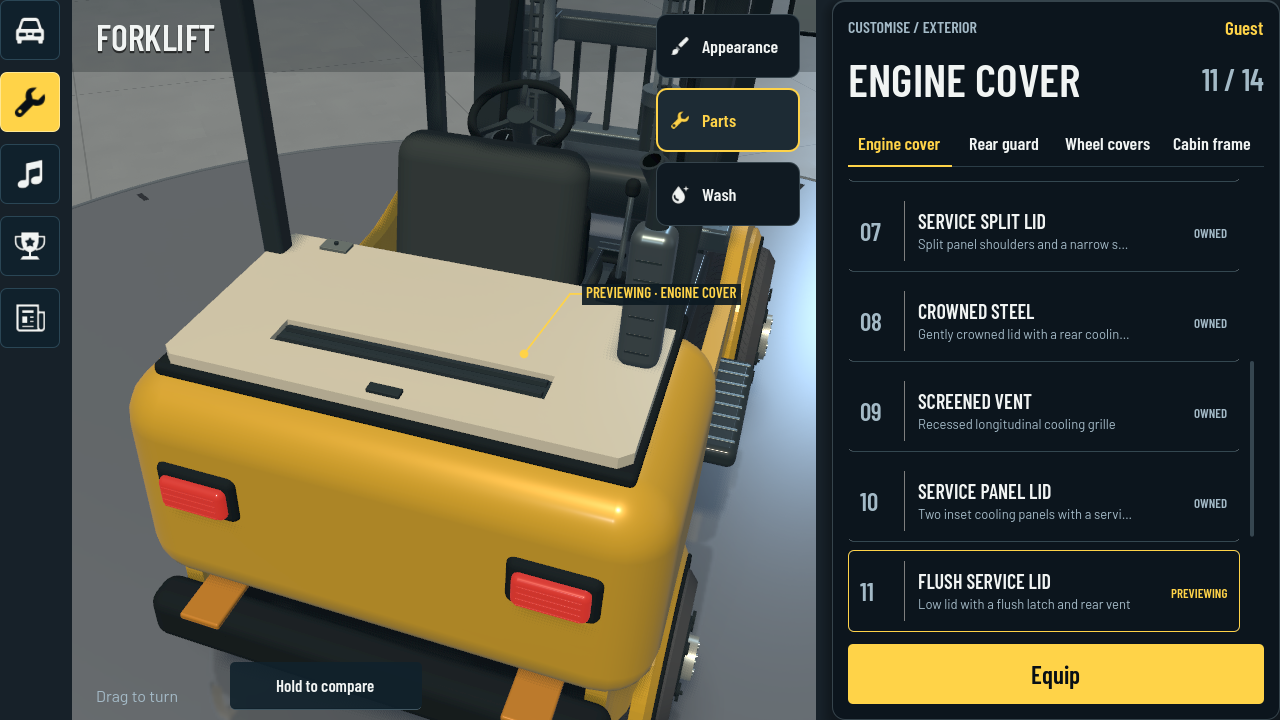 FORKLIFT
Appearance
Parts
Wash
PREVIEWING · ENGINE COVER
Drag to turn
Hold to compare
CUSTOMISE / EXTERIOR
Guest
ENGINE COVER
11 / 14
Engine cover
Rear guard
Wheel covers
Cabin frame
07
SERVICE SPLIT LID
Split panel shoulders and a narrow s...
OWNED
08
CROWNED STEEL
Gently crowned lid with a rear coolin...
OWNED
09
SCREENED VENT
Recessed longitudinal cooling grille
OWNED
10
SERVICE PANEL LID
Two inset cooling panels with a servi...
OWNED
11
FLUSH SERVICE LID
Low lid with a flush latch and rear vent
PREVIEWING
Equip